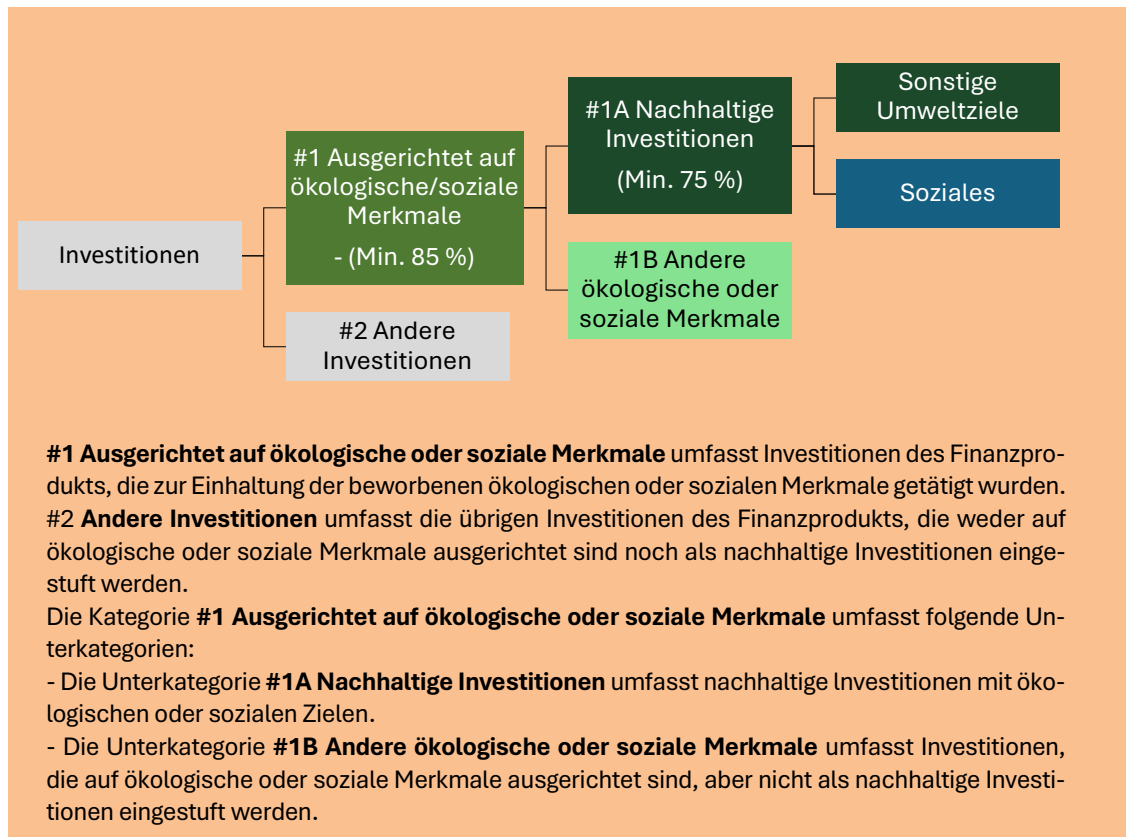 Sonstige
Umweltziele
#1A Nachhaltige
Investitionen
(Min. 75 %)
#1 Ausgerichtet auf
ökologische/soziale
Merkmale
- (Min. 85 %)
Soziales
Investitionen
#1B Andere
ökologische oder
soziale Merkmale
#2 Andere
Investitionen
#1 Ausgerichtet auf ökologische oder soziale Merkmale umfasst Investitionen des Finanzpro-
dukts, die zur Einhaltung der beworbenen ökologischen oder sozialen Merkmale getätigt wurden.
#2 Andere Investitionen umfasst die übrigen Investitionen des Finanzprodukts, die weder auf
ökologische oder soziale Merkmale ausgerichtet sind noch als nachhaltige Investitionen einge-
stuft werden.
Die Kategorie #1 Ausgerichtet auf ökologische oder soziale Merkmale umfasst folgende Un-
terkategorien:
- Die Unterkategorie #1A Nachhaltige Investitionen umfasst nachhaltige Investitionen mit öko-
logischen oder sozialen Zielen.
- Die Unterkategorie #1B Andere ökologische oder soziale Merkmale umfasst Investitionen,
die auf ökologische oder soziale Merkmale ausgerichtet sind, aber nicht als nachhaltige Investi-
tionen eingestuft werden.